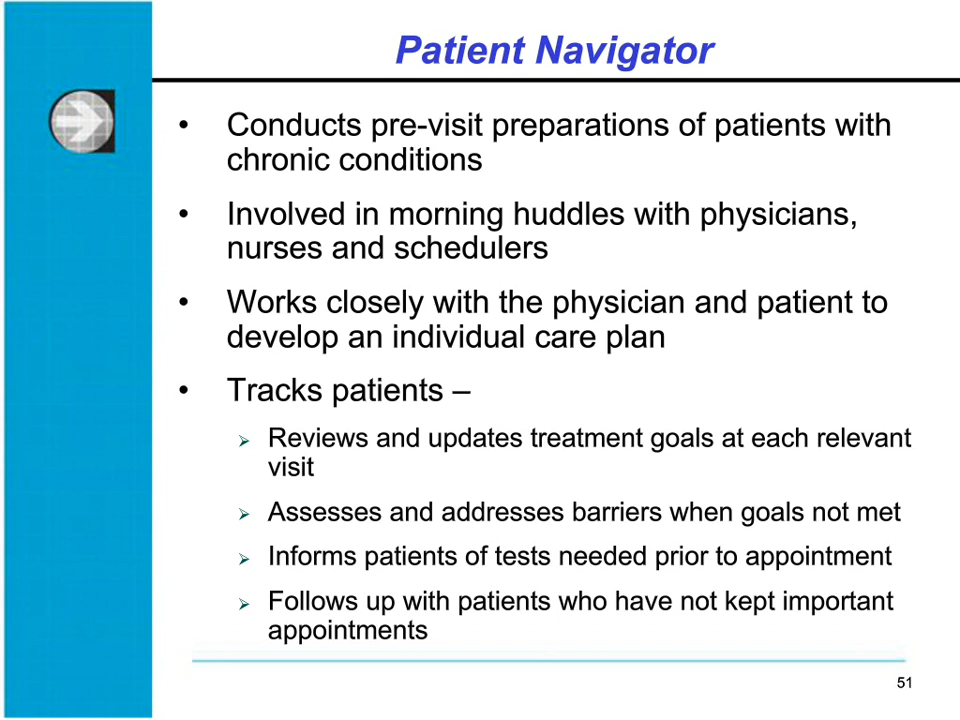 Patient Navigator
• Conducts pre-visit preparations of patients with
chronic conditions
• Involved in morning huddles with physicians,
nurses and schedulers
• Works closely with the physician and patient to
develop an individual care plan
• Tracks patients –
➢ Reviews and updates treatment goals at each relevant
visit
➢ Assesses and addresses barriers when goals not met
➢ Informs patients of tests needed prior to appointment
➢ Follows up with patients who have not kept important
appointments
51